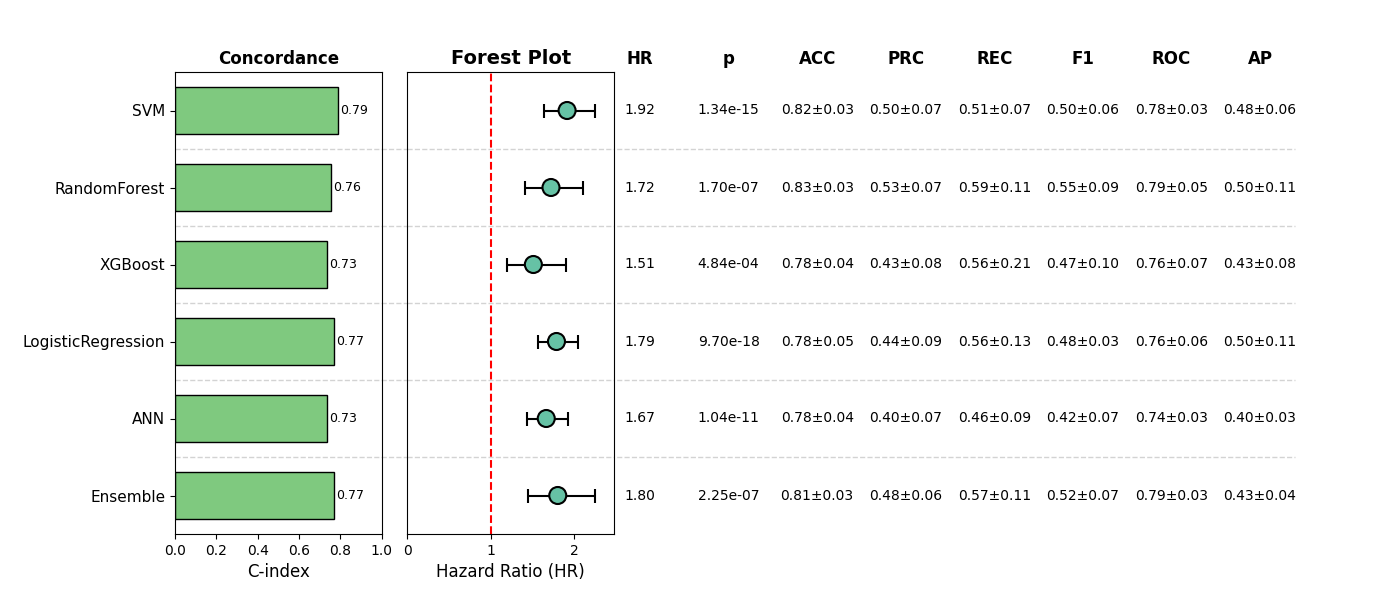 Concordance Forest Plot HR p ACC PRC REC F1 ROC AP
SVM 0.79 1.92 1.34e-15 0.82±0.03 0.50±0.07 0.51±0.07 0.50±0.06 0.78±0.03 0.48±0.06
RandomForest 0.76 1.72 1.70e-07 0.83±0.03 0.53±0.07 0.59±0.11 0.55±0.09 0.79±0.05 0.50±0.11
XGBoost 0.73 1.51 4.84e-04 0.78±0.04 0.43±0.08 0.56±0.21 0.47±0.10 0.76±0.07 0.43±0.08
LogisticRegression 0.77 1.79 9.70e-18 0.78±0.05 0.44±0.09 0.56±0.13 0.48±0.03 0.76±0.06 0.50±0.11
ANN 0.73 1.67 1.04e-11 0.78±0.04 0.40±0.07 0.46±0.09 0.42±0.07 0.74±0.03 0.40±0.03
Ensemble 0.77 1.80 2.25e-07 0.81±0.03 0.48±0.06 0.57±0.11 0.52±0.07 0.79±0.03 0.43±0.04
0.0 0.2 0.4 0.6 0.8 1.0 0 1 2
C-index Hazard Ratio (HR)